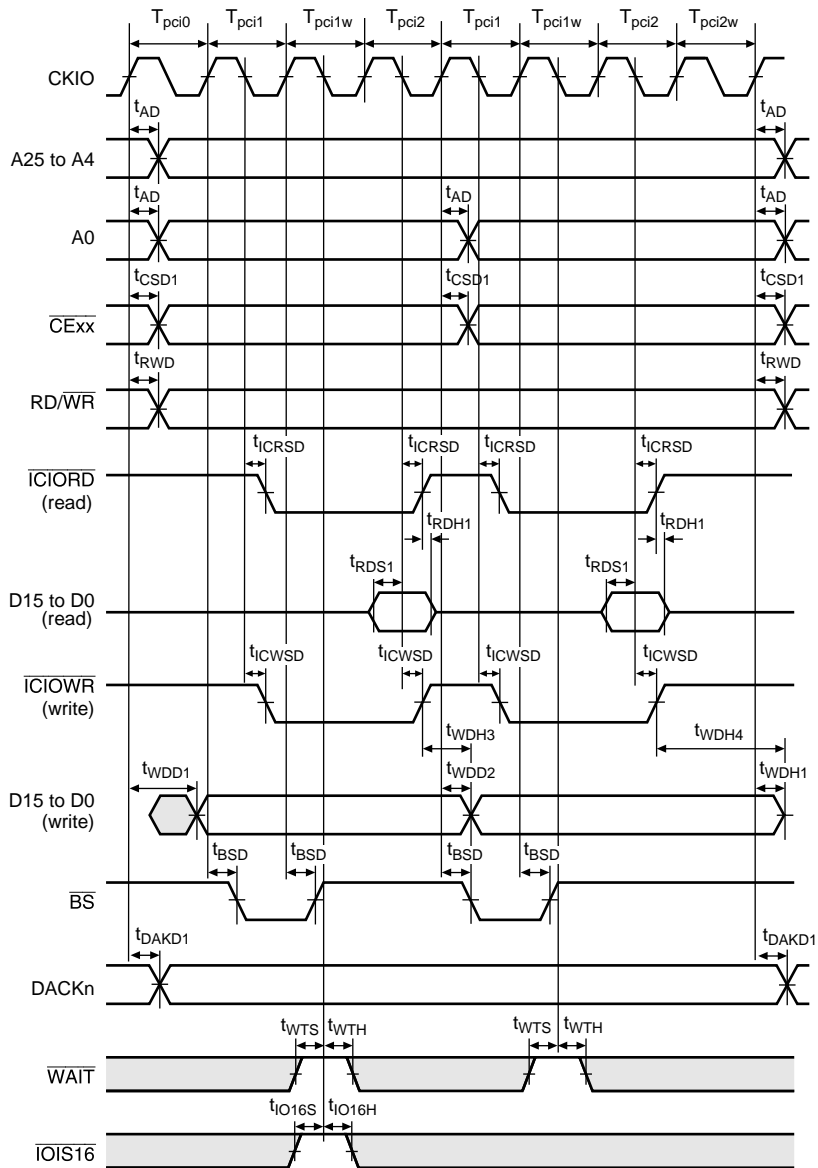 Tpci0 Tpci1 Tpci1w Tpci2 Tpci1 Tpci1w Tpci2 Tpci2w
CKIO
tAD tAD
A25 to A4
tAD tAD tAD
A0
tCSD1 tCSD1 tCSD1
CExx
tRWD tRWD
RD/WR
tICRSD tICRSD tICRSD tICRSD
ICIORD
(read)
tRDH1 tRDH1
tRDS1 tRDS1
D15 to D0
(read)
tICWSD tICWSD tICWSD tICWSD
ICIOWR
(write)
tWDH3 tWDH4
tWDD1 tWDD2 tWDH1
D15 to D0
(write)
tBSD tBSD tBSD tBSD
BS
tDAKD1 tDAKD1
DACKn
tWTS tWTH tWTS tWTH
WAIT
tIO16S tIO16H
IOIS16